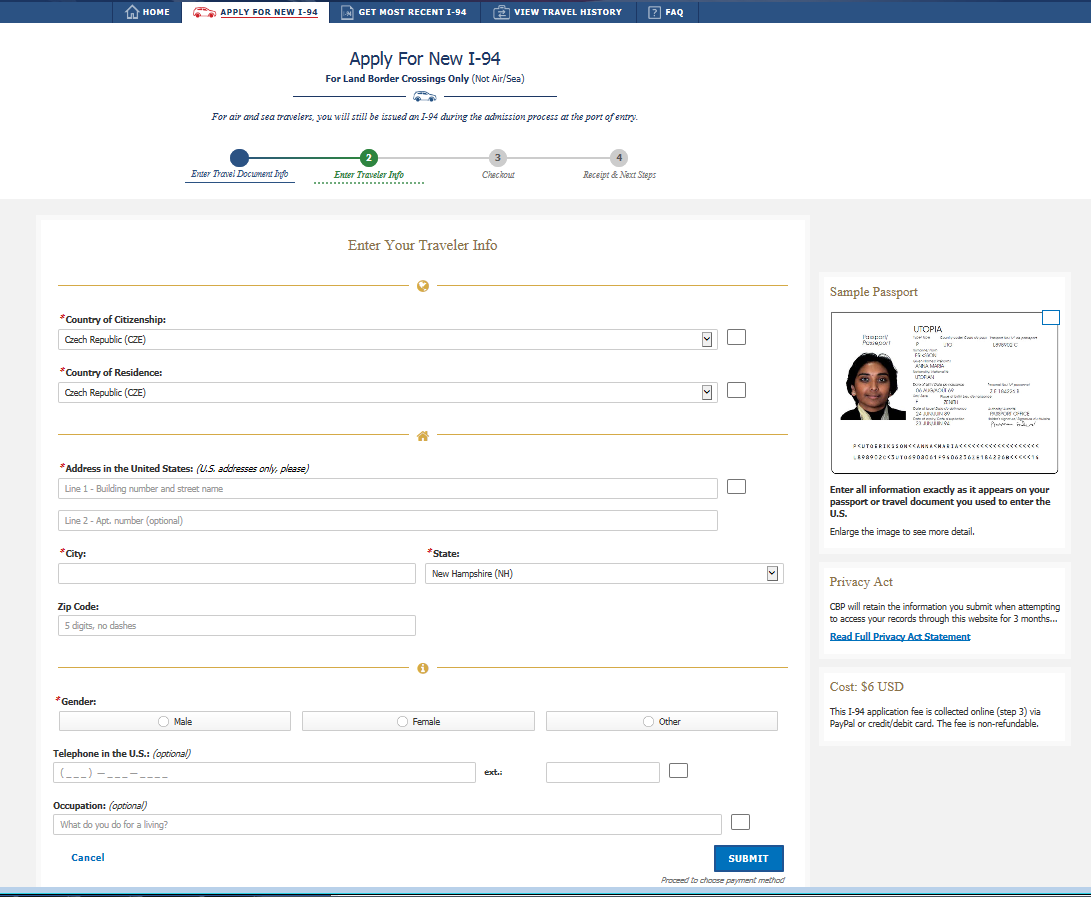 HOME
APPLY FOR NEW I-94
GET MOST RECENT I-94
VIEW TRAVEL HISTORY
FAQ
Apply For New I-94
For Land Border Crossings Only (Not Air/Sea)
For air and sea travelers, you will still be issued an I-94 during the admission process at the port of entry.
2
3
4
Enter Travel Document Info
Enter Traveler Info
Checkout
Receipt & Next Steps
Enter Your Traveler Info
*Country of Citizenship:
Czech Republic (CZE)
*Country of Residence:
Czech Republic (CZE)
*Address in the United States: (U.S. addresses only, please)
Line 1 - Building number and street name
Line 2 - Apt. number (optional)
*City:
*State:
New Hampshire (NH)
Zip Code:
5 digits, no dashes
*Gender:
Male
Female
Other
Telephone in the U.S.: (optional)
(___) –___–____
ext.:
Occupation: (optional)
What do you do for a living?
Cancel
SUBMIT
Proceed to choose payment method
Sample Passport
UTOPIA
Passport/
Passeport
ANNA MARIA
UTOPIAN
ZENITH
PASSPORT OFFICE
Enter all information exactly as it appears on your
passport or travel document you used to enter the
U.S.
Enlarge the image to see more detail.
Privacy Act
CBP will retain the information you submit when attempting
to access your records through this website for 3 months...
Read Full Privacy Act Statement
Cost: $6 USD
This I-94 application fee is collected online (step 3) via
PayPal or credit/debit card. The fee is non-refundable.